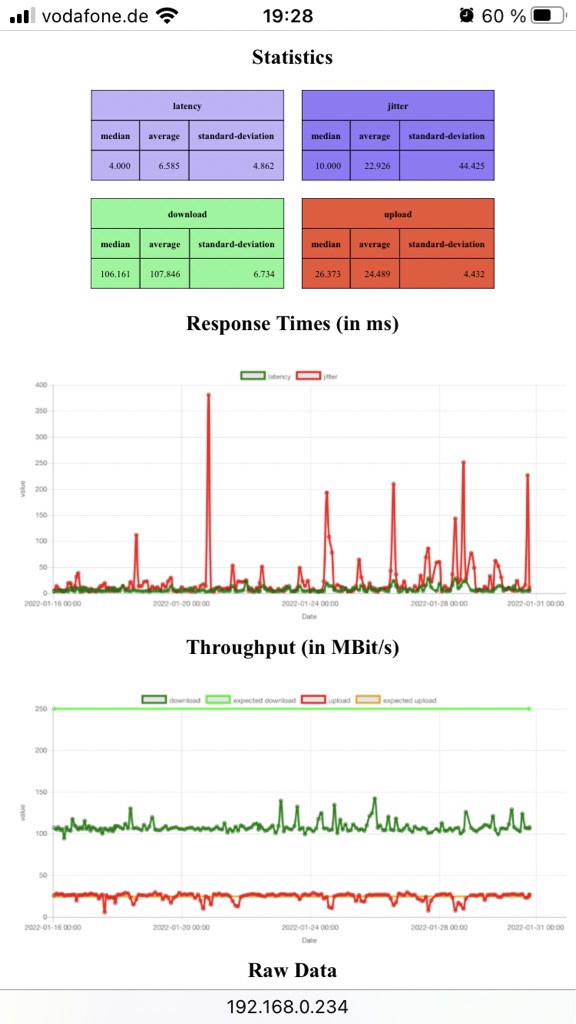 vodafone.de 19:28 60 %
Statistics
latency jitter
median average standard-deviation median average standard-deviation
4.000 6.585 4.862 10.000 22.926 44.425
download upload
median average standard-deviation median average standard-deviation
106.161 107.846 6.734 26.373 24.489 4.432
Response Times (in ms)
latency jitter
400
350
300
250
200
150
100
50
0
value
2022-01-16 00:00 2022-01-20 00:00 2022-01-24 00:00 2022-01-28 00:00 2022-01-31 00:00
Date
Throughput (in MBit/s)
download expected download upload expected upload
250
200
150
100
50
0
value
2022-01-16 00:00 2022-01-20 00:00 2022-01-24 00:00 2022-01-28 00:00 2022-01-31 00:00
Date
Raw Data
192.168.0.234